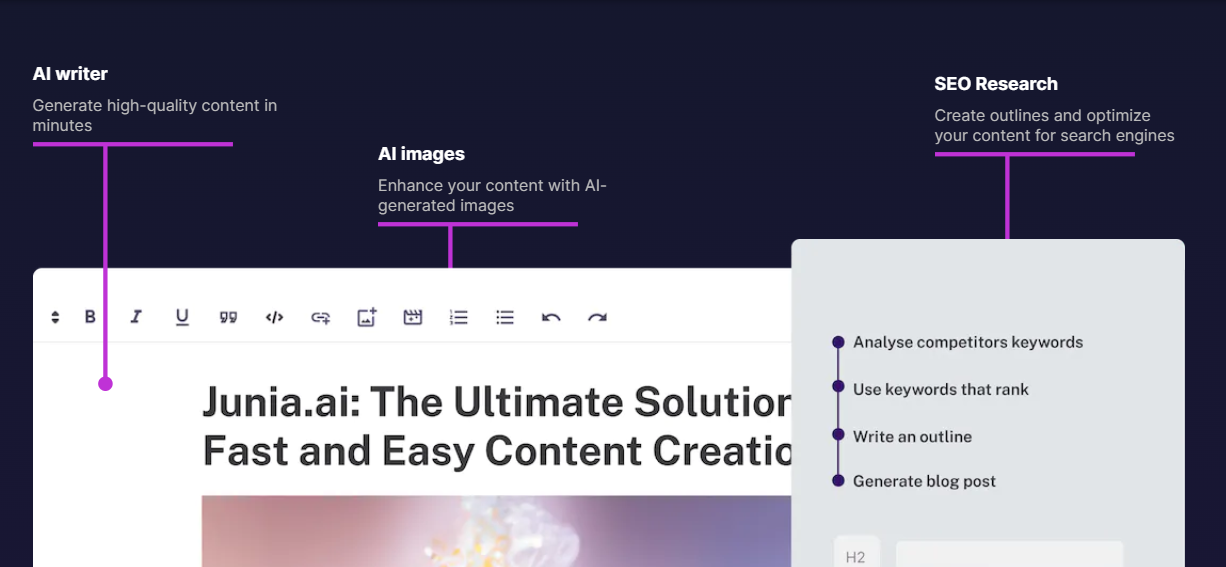 AI writer
Generate high-quality content in
minutes
AI images
Enhance your content with AI-
generated images
SEO Research
Create outlines and optimize
your content for search engines
B I U
Junia.ai: The Ultimate Solution
Fast and Easy Content Creatio
Analyse competitors keywords
Use keywords that rank
Write an outline
Generate blog post
H2